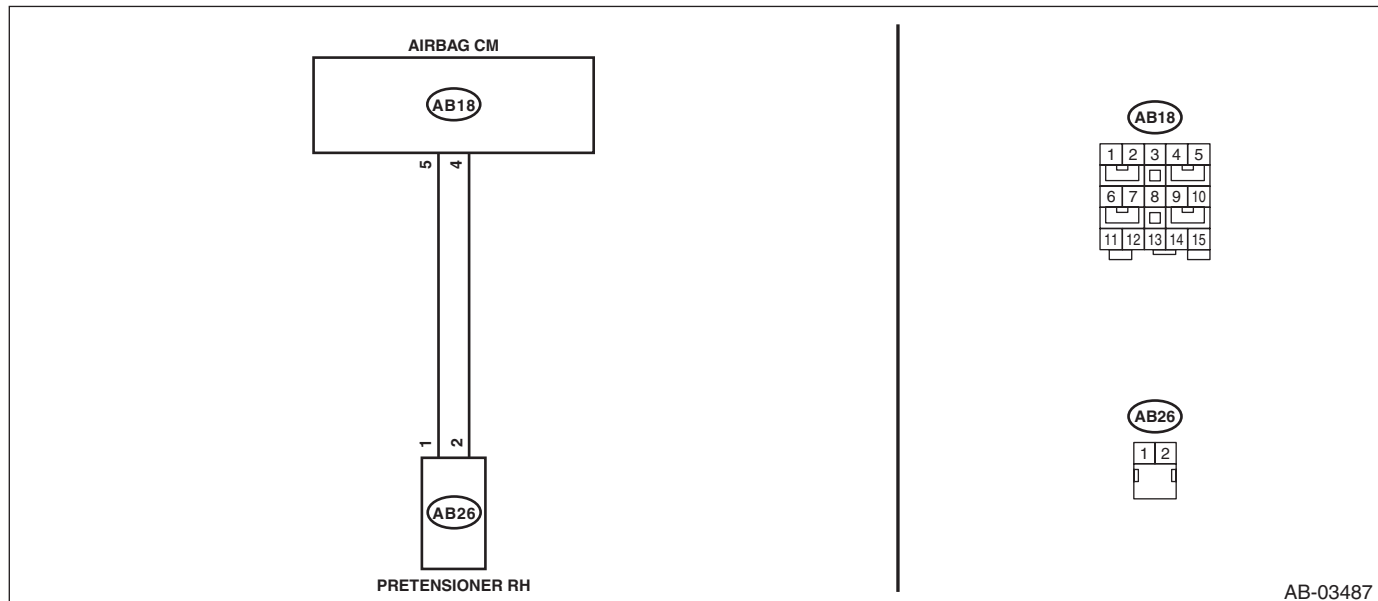 AIRBAG CM
AB18
5 4
1 2
AB26
PRETENSIONER RH
AB18
1 2 3 4 5
6 7 8 9 10
11 12 13 14 15
AB26
1 2
AB-03487